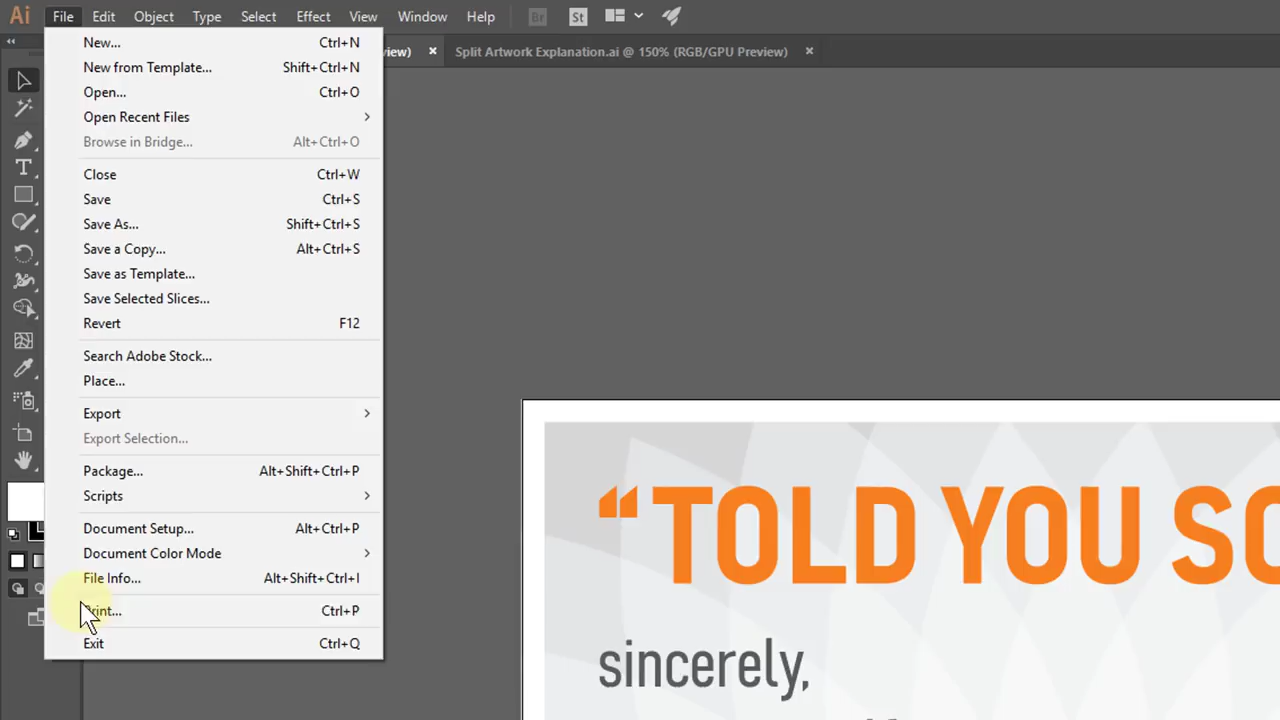 Ai File Edit Object Type Select Effect View Window Help Br St
view) × Split Artwork Explanation.ai @ 150% (RGB/GPU Preview) ×
New... Ctrl+N
New from Template... Shift+Ctrl+N
Open... Ctrl+O
Open Recent Files
Browse in Bridge... Alt+Ctrl+O
Close Ctrl+W
Save Ctrl+S
Save As... Shift+Ctrl+S
Save a Copy... Alt+Ctrl+S
Save as Template...
Save Selected Slices...
Revert F12
Search Adobe Stock...
Place...
Export
Export Selection...
Package... Alt+Shift+Ctrl+P
Scripts
Document Setup... Alt+Ctrl+P
Document Color Mode
File Info... Alt+Shift+Ctrl+I
Print... Ctrl+P
Exit Ctrl+Q
“TOLD YOU SO
sincerely,